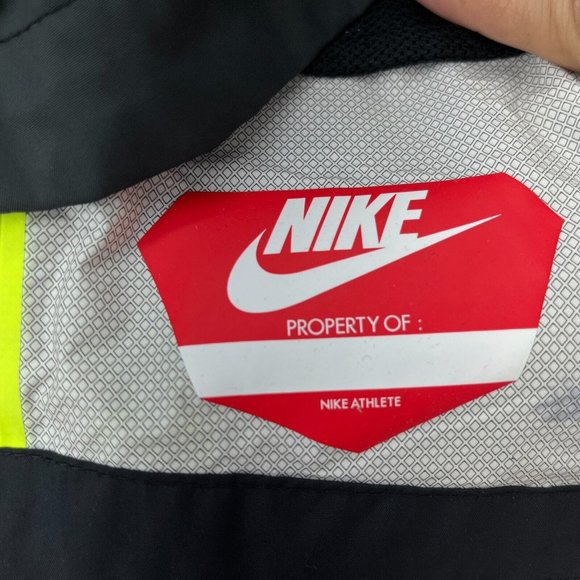 NIKE
PROPERTY OF :
NIKE ATHLETE